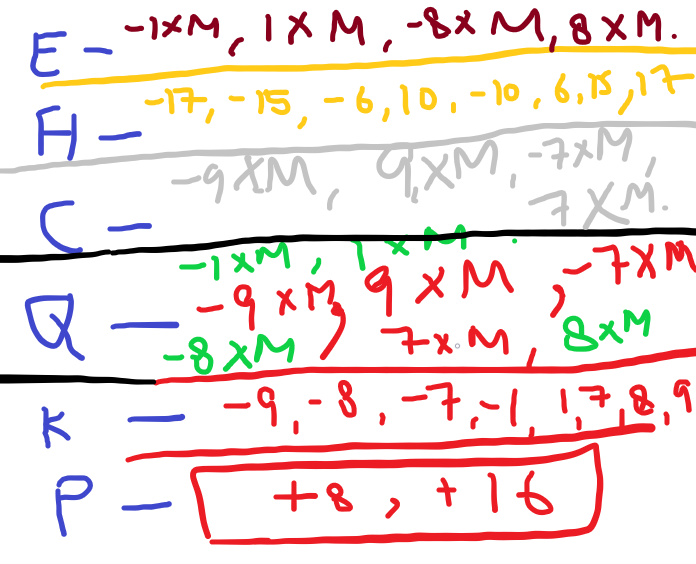 E - -1xM, 1xM, -8xM, 8xM.
H - -17, -15, -6, 10, -10, 6, 15, 17
C - -9xM, 9xM, -7xM,
7xM.
Q - -1xM, 1xM.
-9xM, 9xM, -7xM
-8xM 7xM, 8xM
K - -9, -8, -7, -1, 1, 7, 8, 9
P - +8, +16